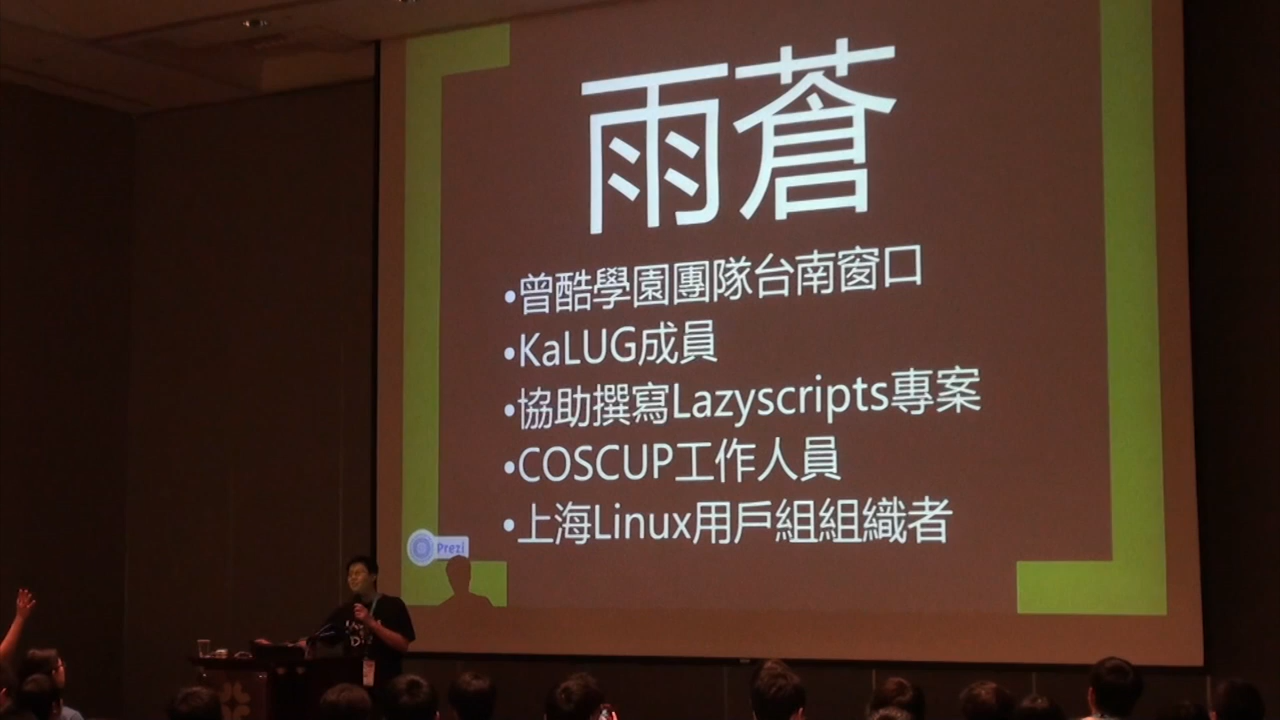 雨蒼
•曾酷學園團隊台南窗口
•KaLUG成員
•協助撰寫Lazyscripts專案
•COSCUP工作人員
•上海Linux用戶組組織者
Prezi